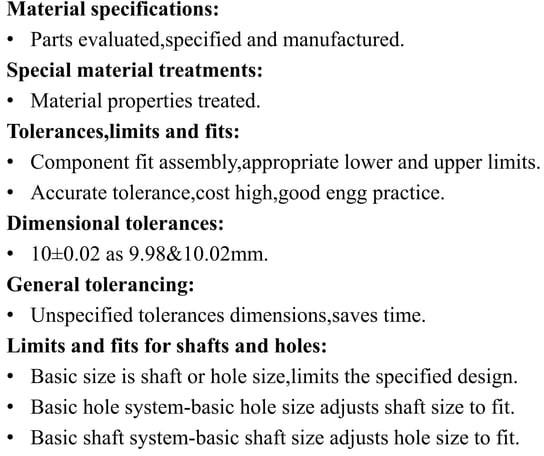 Material specifications:
• Parts evaluated,specified and manufactured.
Special material treatments:
• Material properties treated.
Tolerances,limits and fits:
• Component fit assembly,appropriate lower and upper limits.
• Accurate tolerance,cost high,good engg practice.
Dimensional tolerances:
• 10±0.02 as 9.98&10.02mm.
General tolerancing:
• Unspecified tolerances dimensions,saves time.
Limits and fits for shafts and holes:
• Basic size is shaft or hole size,limits the specified design.
• Basic hole system-basic hole size adjusts shaft size to fit.
• Basic shaft system-basic shaft size adjusts hole size to fit.